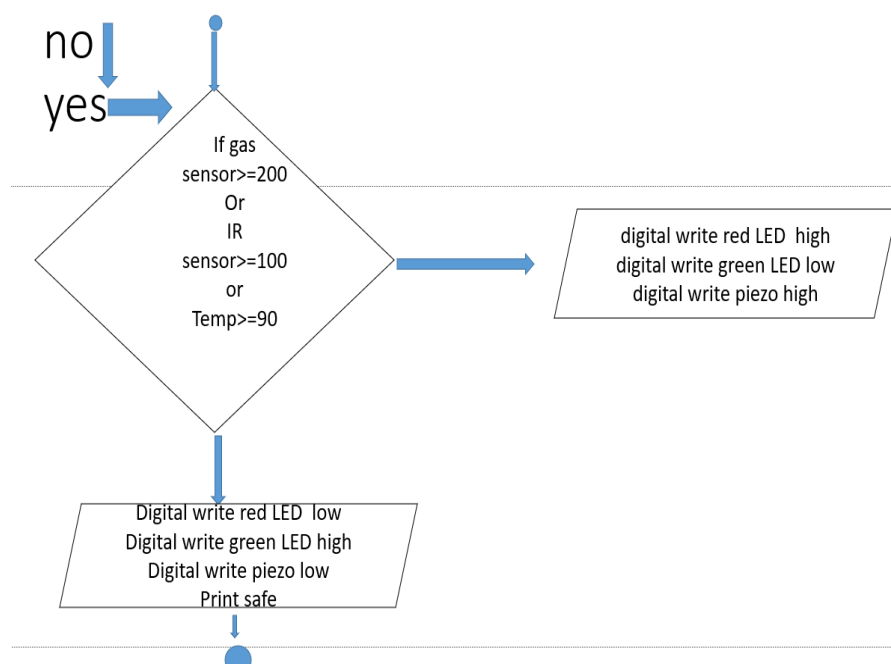 no
yes
If gas
sensor>=200
Or
IR
sensor>=100
or
Temp>=90
digital write red LED high
digital write green LED low
digital write piezo high
Digital write red LED low
Digital write green LED high
Digital write piezo low
Print safe